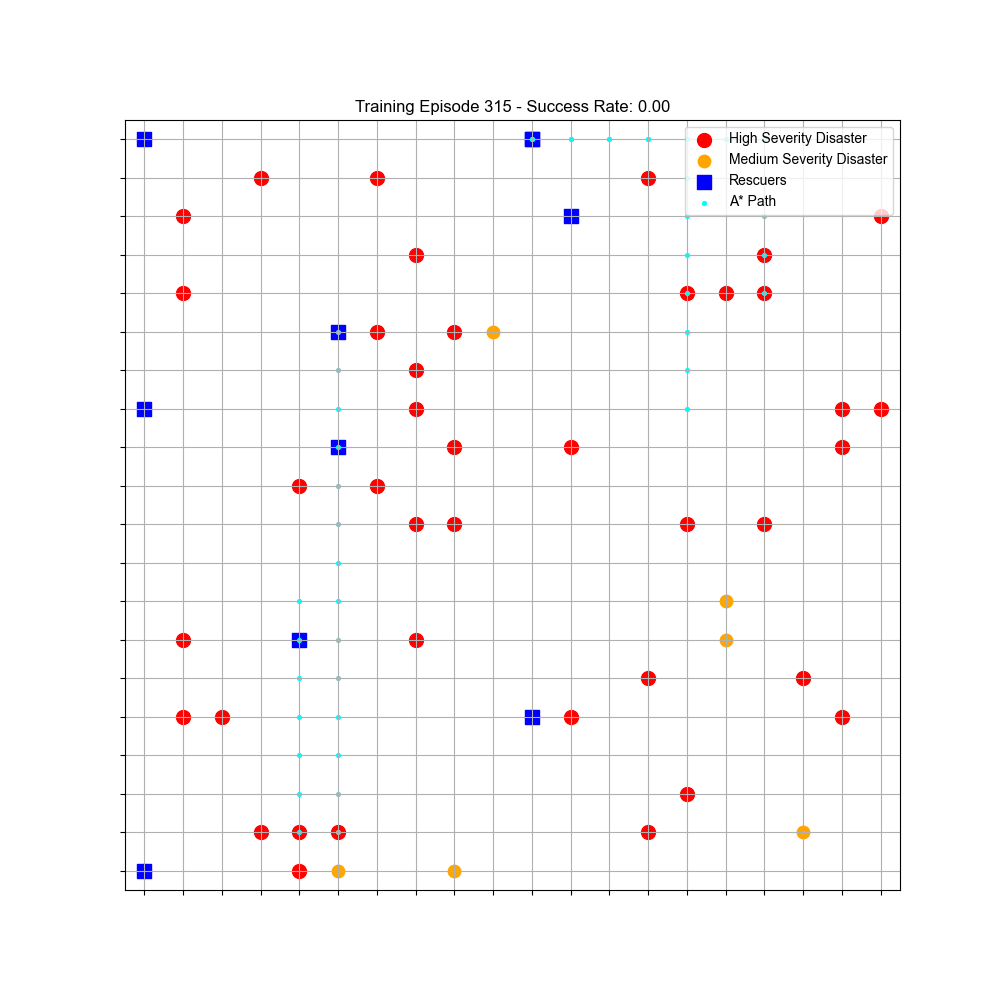 Training Episode 315 - Success Rate: 0.00
High Severity Disaster
Medium Severity Disaster
Rescuers
A* Path